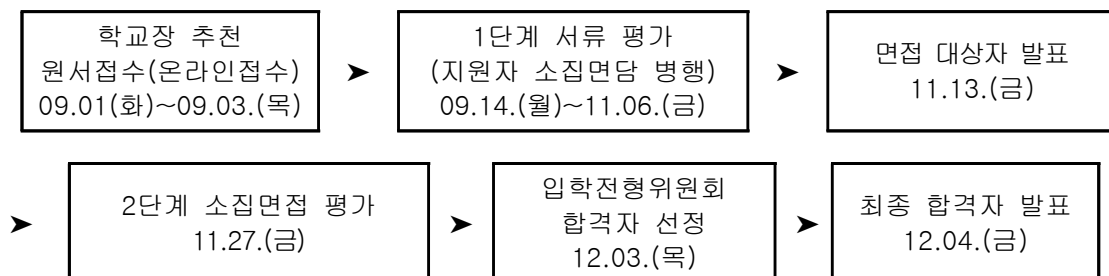 학교장 추천
원서접수(온라인접수)
09.01(화)~09.03.(목)
➤
1단계 서류 평가
(지원자 소집면담 병행)
09.14.(월)~11.06.(금)
➤
면접 대상자 발표
11.13.(금)
➤
2단계 소집면접 평가
11.27.(금)
➤
입학전형위원회
합격자 선정
12.03.(목)
➤
최종 합격자 발표
12.04.(금)